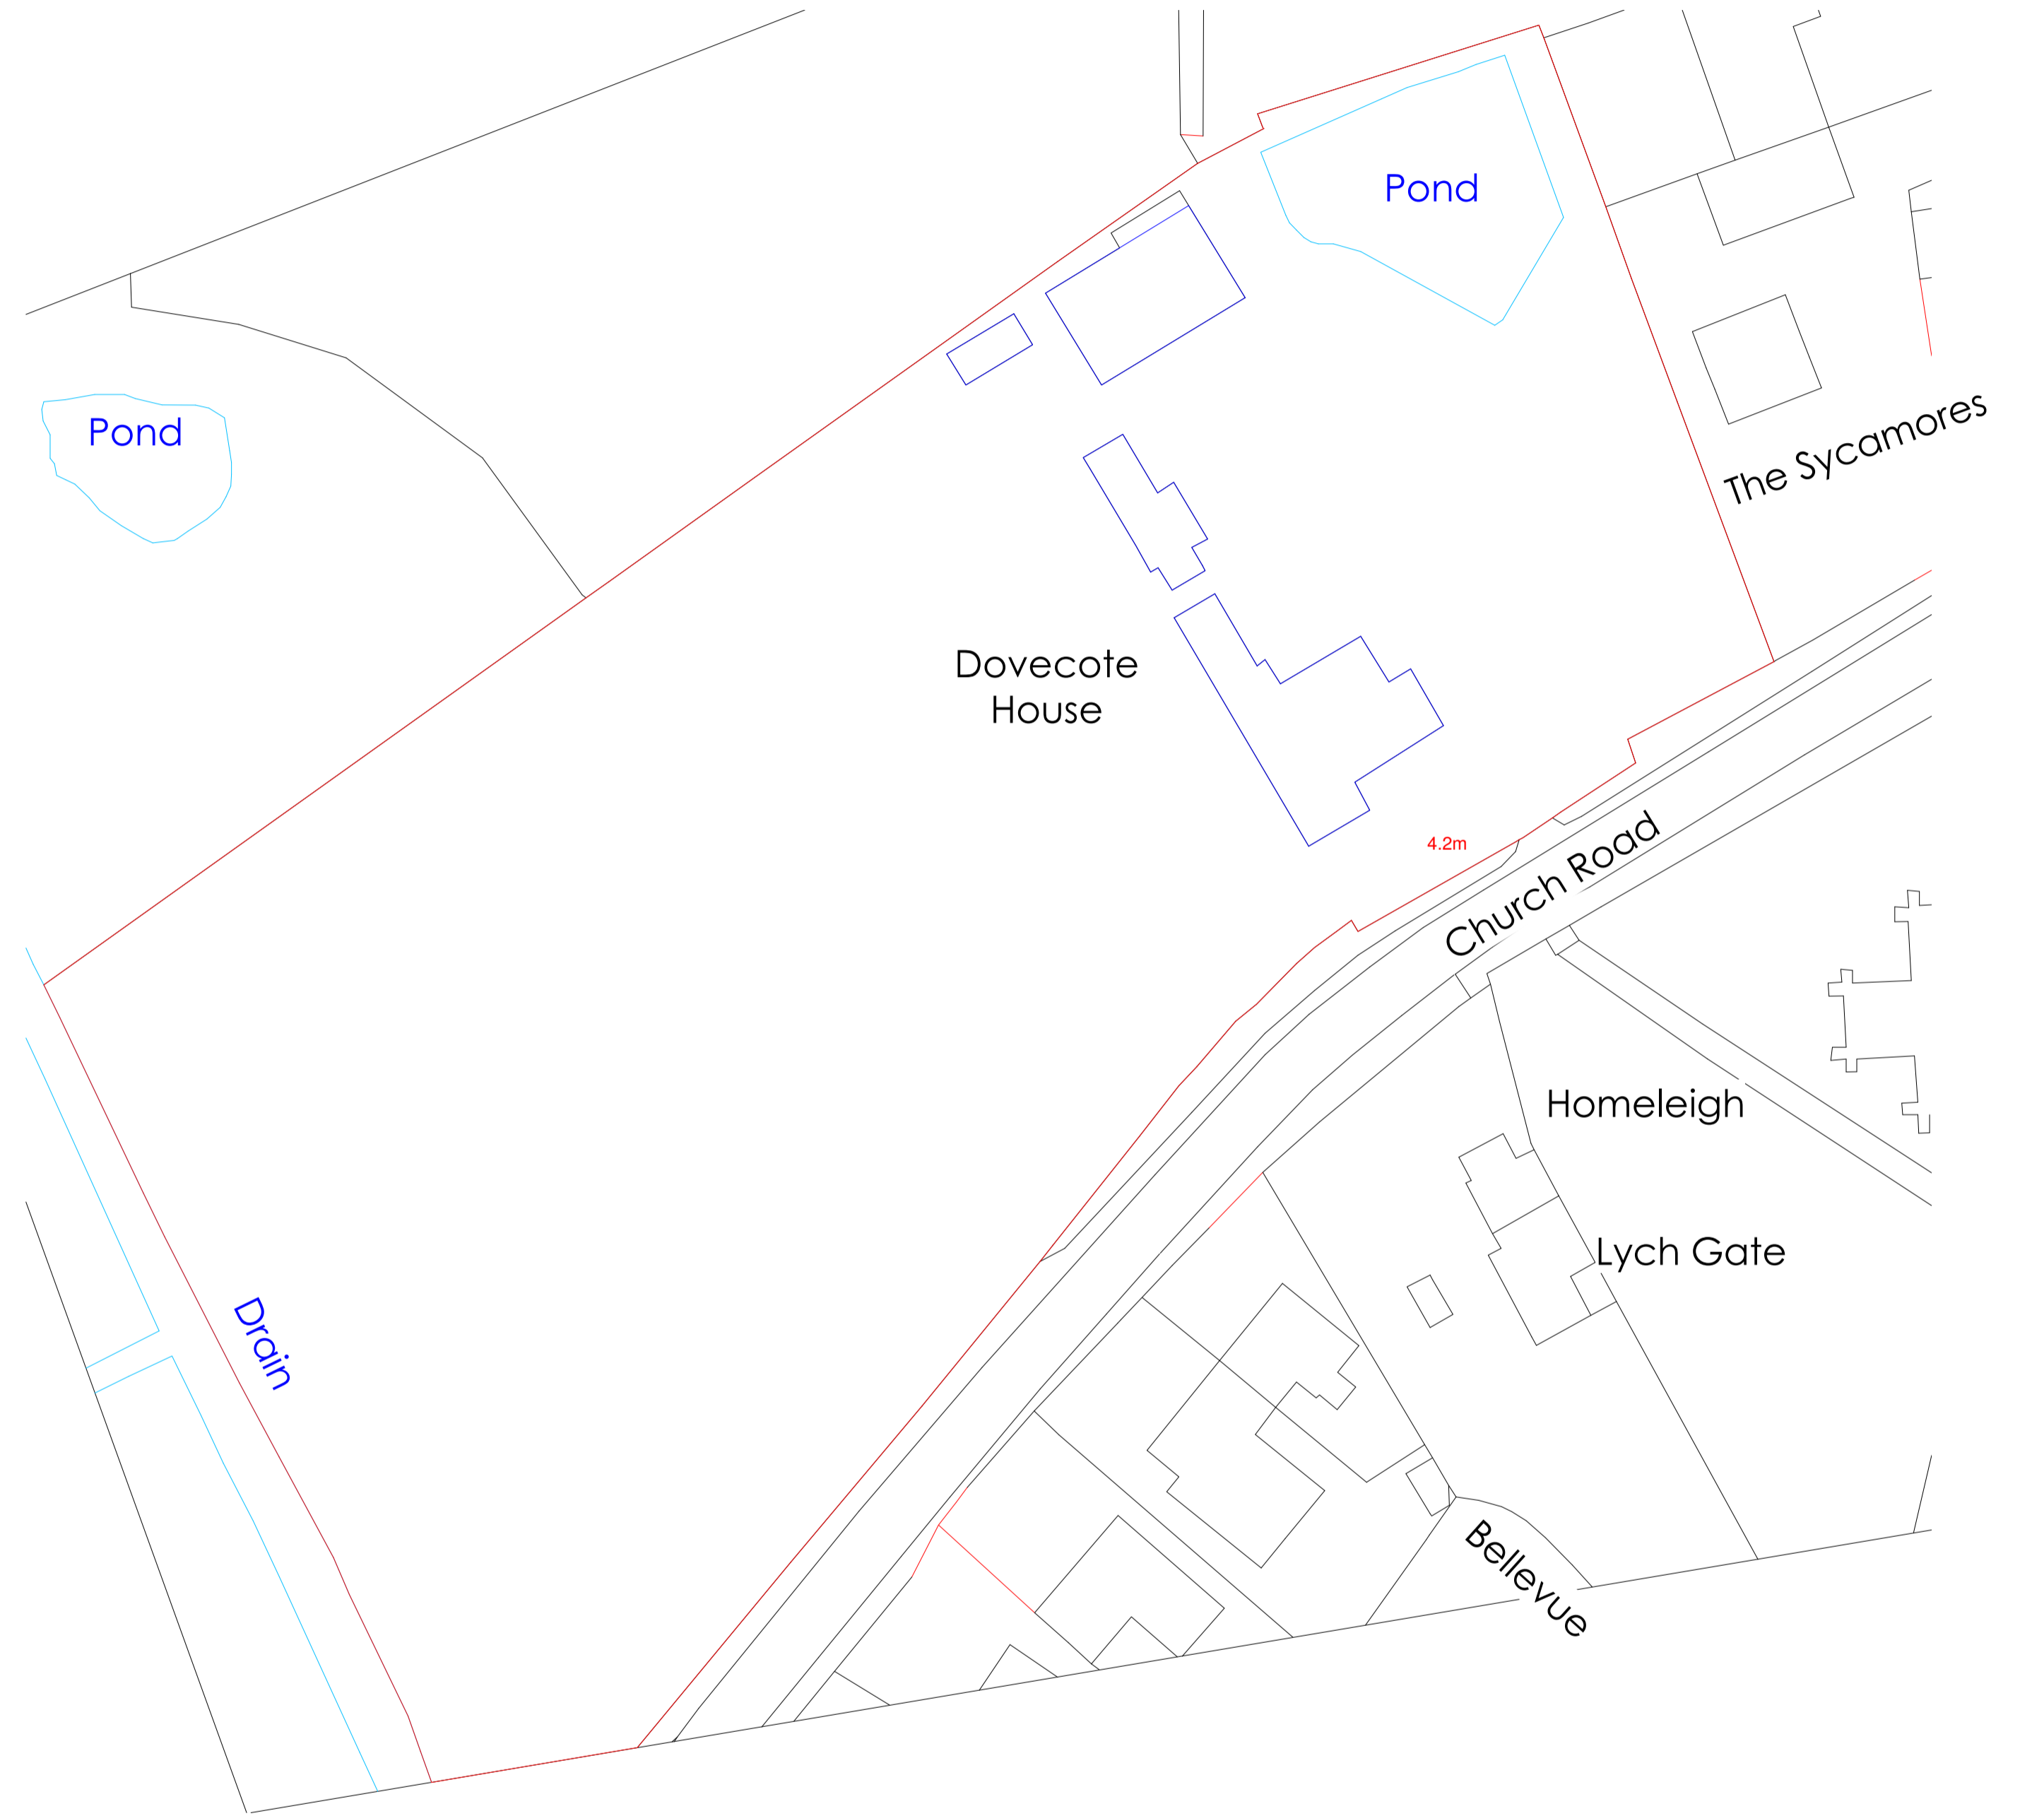 Pond
Pond
The Sycamores
Dovecote
House
4.2m
Church Road
Homeleigh
Lych Gate
Drain
Bellevue